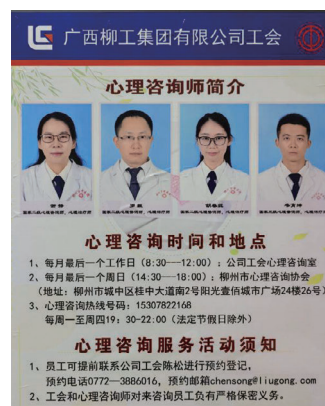 广西柳工集团有限公司工会
心理咨询师简介
心理咨询时间和地点
1、每月最后一个工作日（8:30——12:00）：公司工会心理咨询室
2、每月最后一个周日（14:30——18:00）：柳州市心理咨询协会
（地址：柳州市城中区桂中大道南2号阳光壹佰城市广场24楼26号）
3、心理咨询热线号码：15307822168
每周一至周四19：30-22:00（法定节假日除外）
心理咨询服务活动须知
1、员工可提前联系公司工会陈松进行预约登记，
预约电话0772—3886016，预约邮箱chensong@liugong.com
2、工会和心理咨询师对来咨询员工负有严格保密义务。